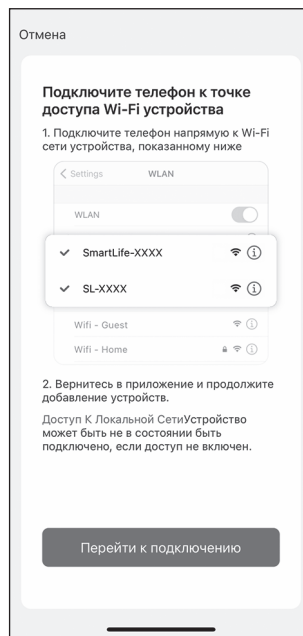 Отмена
Подключите телефон к точке
доступа Wi-Fi устройства
1. Подключите телефон напрямую к Wi-Fi
сети устройства, показанному ниже
Settings WLAN
WLAN
SmartLife-XXXX
SL-XXXX
Wifi - Guest
Wifi - Home
2. Вернитесь в приложение и продолжите
добавление устройств.
Доступ К Локальной СетиУстройство
может быть не в состоянии быть
подключено, если доступ не включен.
Перейти к подключению